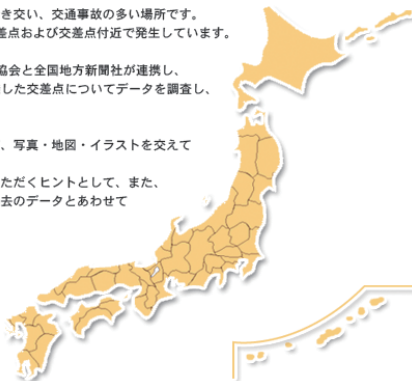 き交い、交通事故の多い場所です。
差点および交差点付近で発生しています。
協会と全国地方新聞社が連携し、
した交差点についてデータを調査し、
、写真・地図・イラストを交えて
ただくヒントとして、また、
去のデータとあわせて